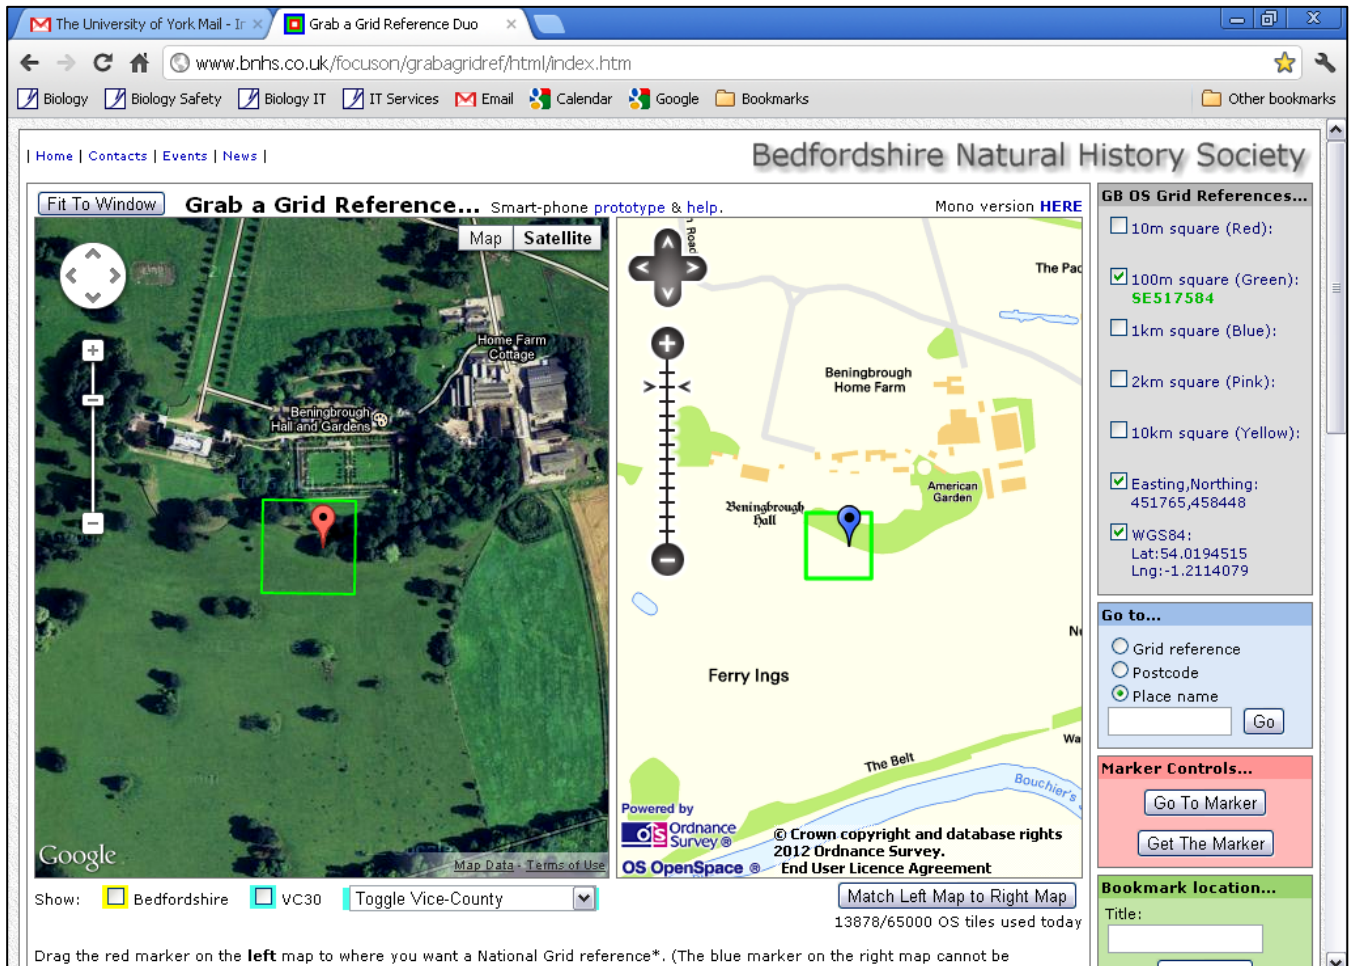 The University of York Mail - Ir
Grab a Grid Reference Duo
www.bnhs.co.uk/focuson/grabagridref/html/index.htm
Biology
Biology Safety
Biology IT
IT Services
Email
Calendar
Google
Bookmarks
Other bookmarks
| Home | Contacts | Events | News |
Bedfordshire Natural History Society
Fit To Window
Grab a Grid Reference... Smart-phone prototype & help.
Mono version HERE
Map
Satellite
Home Farm
Cottage
Beningbrough
Hall and Gardens
Google
Map Data - Terms of Use
Road
The Pac
Beningbrough
Home Farm
American
Garden
Beningbrough
Hall
Ferry Ings
The Belt
Wa
Bouchier's
Powered by
OS Ordnance
Survey®
OS OpenSpace ®
© Crown copyright and database rights
2012 Ordnance Survey.
End User Licence Agreement
GB OS Grid References...
10m square (Red):
100m square (Green):
SE517584
1km square (Blue):
2km square (Pink):
10km square (Yellow):
Easting,Northing:
451765,458448
WGS84:
Lat:54.0194515
Lng:-1.2114079
Go to...
Grid reference
Postcode
Place name
Go
Marker Controls...
Go To Marker
Get The Marker
Bookmark location...
Title:
Show:
Bedfordshire
VC30
Toggle Vice-County
Match Left Map to Right Map
13878/65000 OS tiles used today
Drag the red marker on the left map to where you want a National Grid reference*. (The blue marker on the right map cannot be